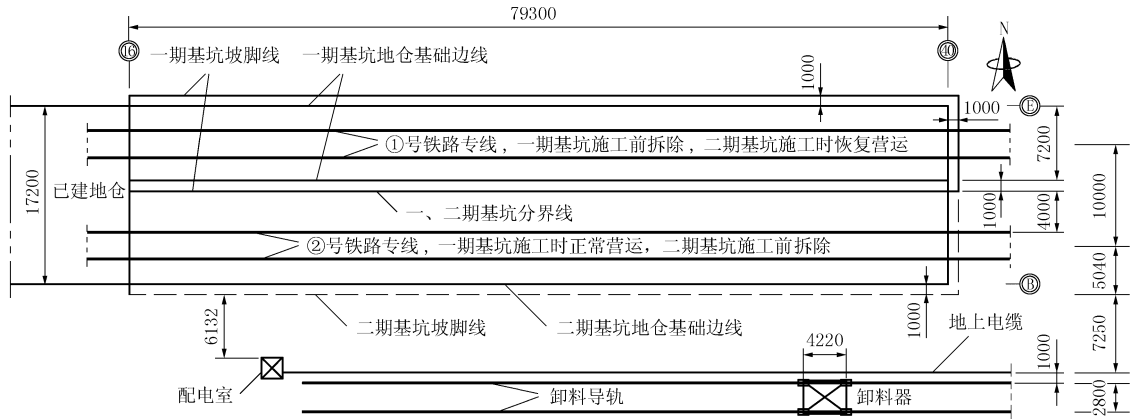 79300
16
40
N
一期基坑坡脚线
一期基坑地仓基础边线
1000
1000
E
①号铁路专线,一期基坑施工前拆除,二期基坑施工时恢复营运
7200
已建地仓
17200
一、二期基坑分界线
1000
4000
10000
②号铁路专线,一期基坑施工时正常营运,二期基坑施工前拆除
5040
B
6132
二期基坑坡脚线
二期基坑地仓基础边线
1000
地上电缆
7250
4220
1000
配电室
卸料导轨
卸料器
2800